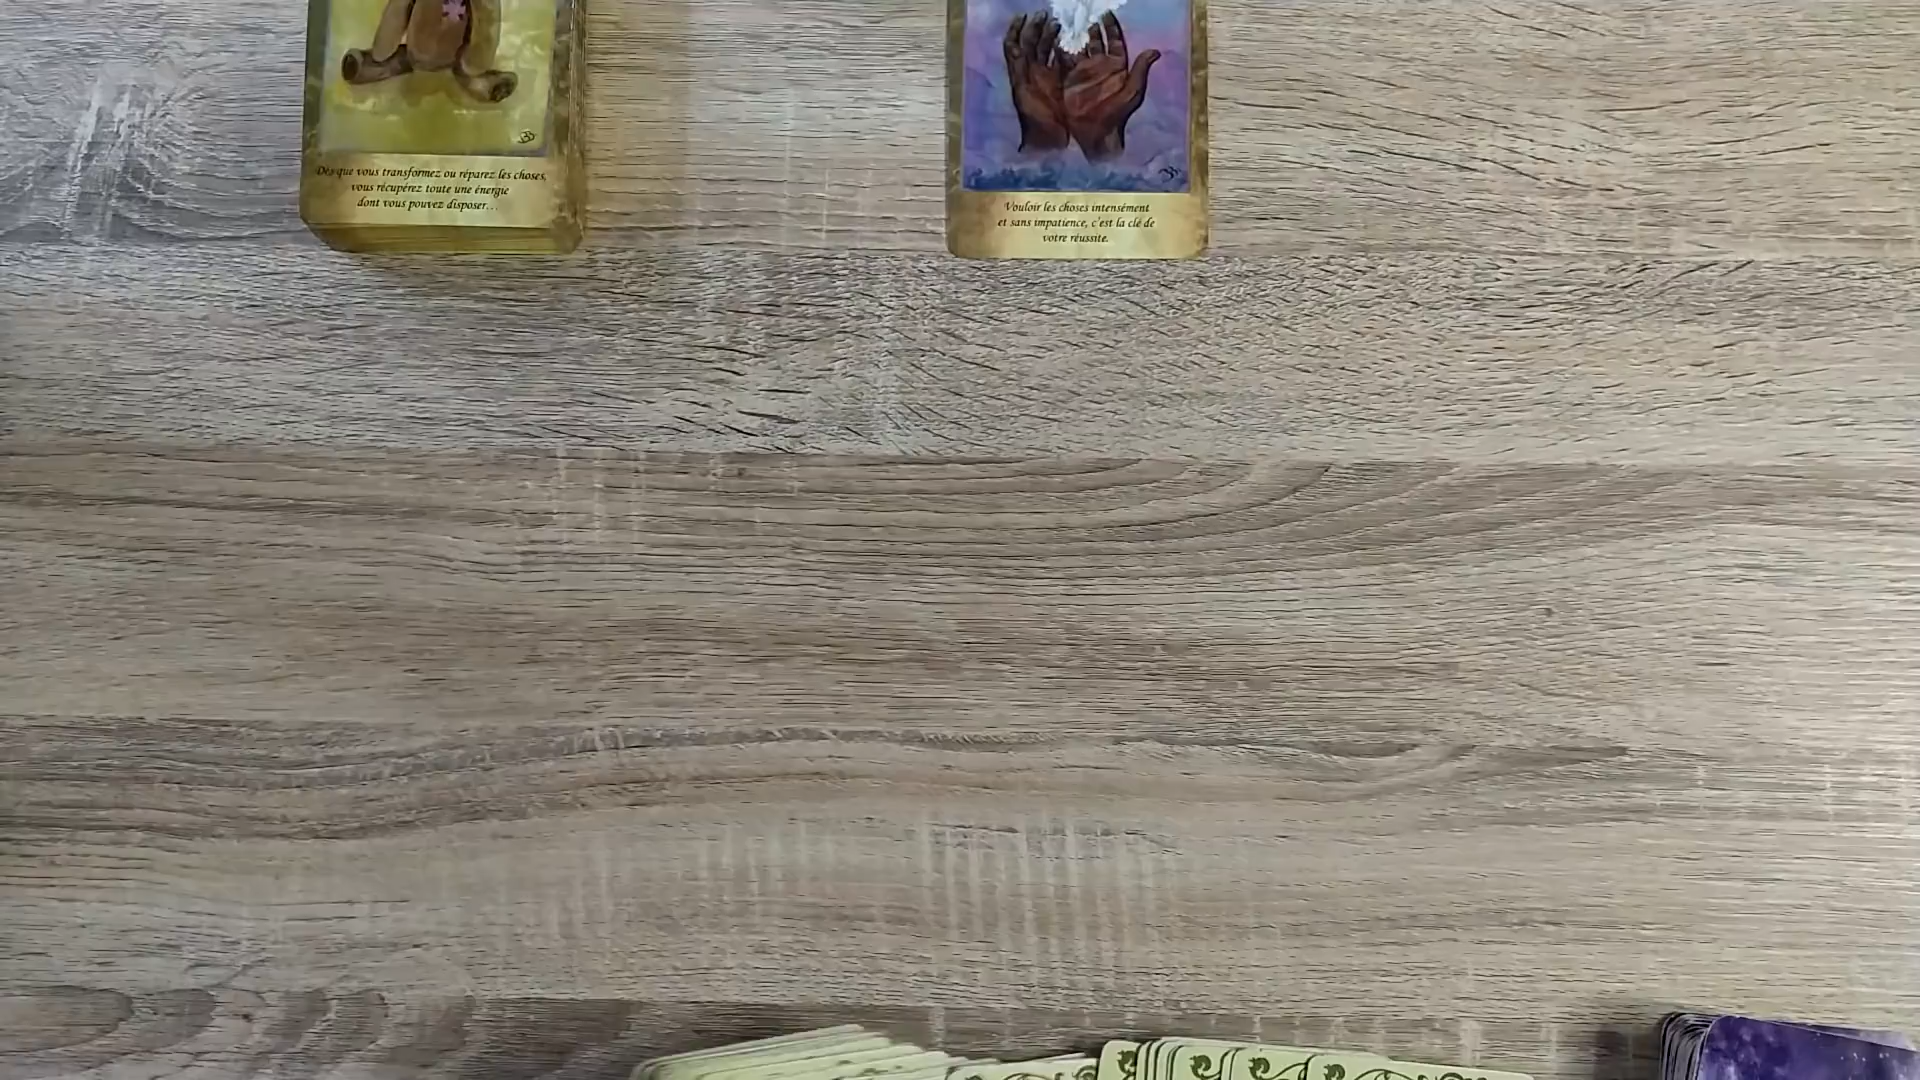 Dès que vous transformez ou réparez les choses,
vous récupérez toute une énergie
dont vous pouvez disposer...
Vouloir les choses intensément
et sans impatience, c'est la clé de
votre réussite.